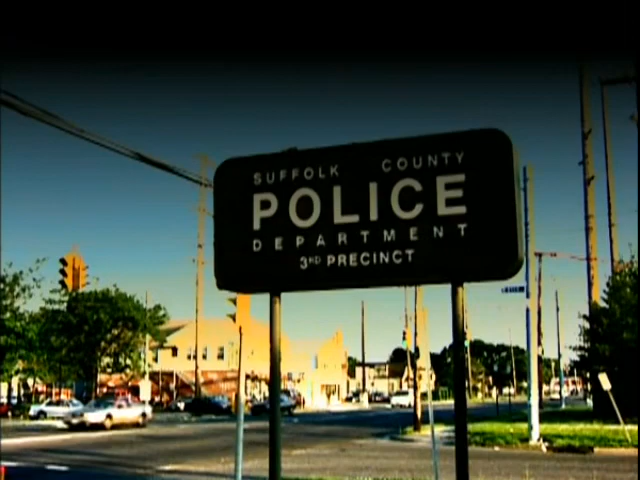 SUFFOLK COUNTY
POLICE
DEPARTMENT
3RD PRECINCT